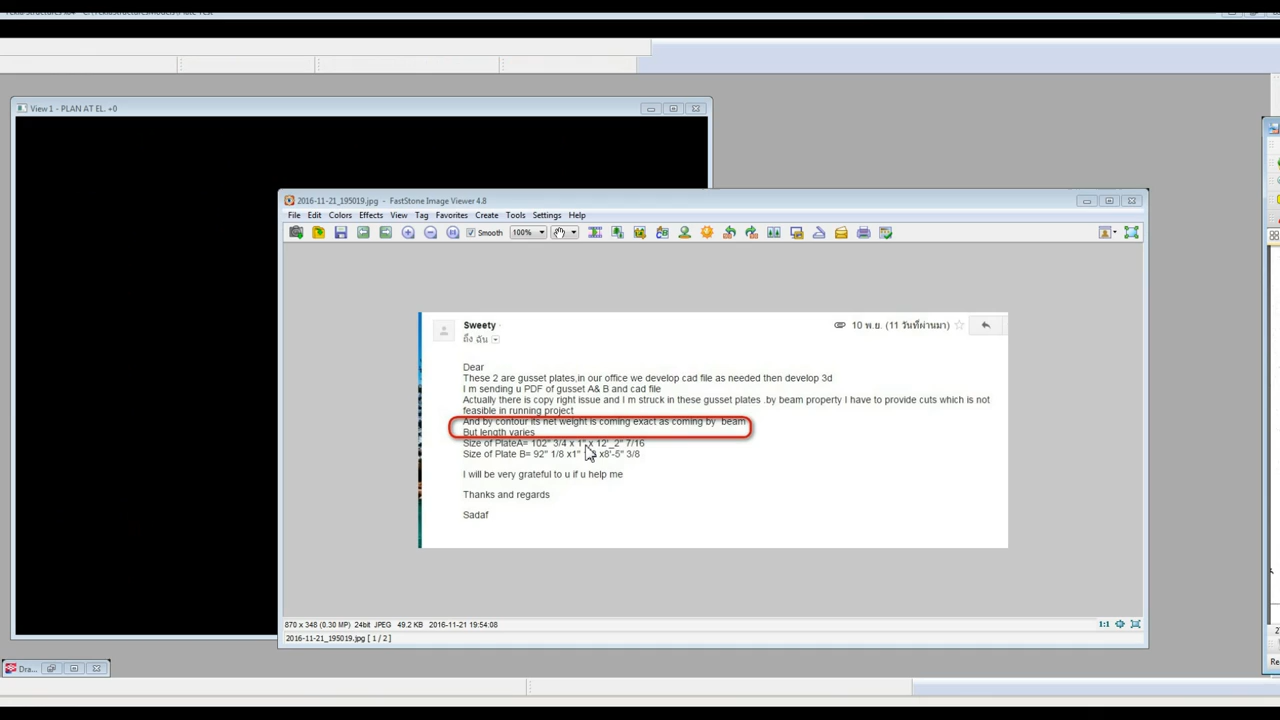 View 1 - PLAN AT EL. +0
2016-11-21_195019.jpg - FastStone Image Viewer 4.8
File Edit Colors Effects View Tag Favorites Create Tools Settings Help
Smooth 100%
Sweety
10 พ.ย. (11 วันที่ผ่านมา)
ถึง ฉัน
Dear
These 2 are gusset plates,in our office we develop cad file as needed then develop 3d
I m sending u PDF of gusset A& B and cad file
Actually there is copy right issue and I m struck in these gusset plates .by beam property I have to provide cuts which is not
feasible in running project
And by contour its net weight is coming exact as coming by beam
But length varies
Size of PlateA= 102" 3/4 x 1" x 12'_2" 7/16
Size of Plate B= 92" 1/8 x1" x8'-5" 3/8
I will be very grateful to u if u help me
Thanks and regards
Sadaf
870 x 348 (0.30 MP) 24bit JPEG 49.2 KB 2016-11-21 19:54:08
1:1
2016-11-21_195019.jpg [ 1 / 2 ]
Dra...